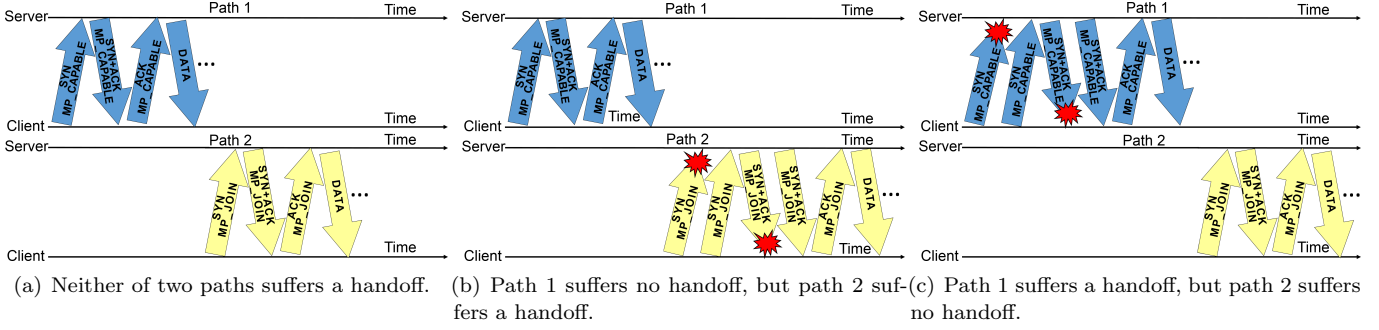 Path 1
Server Time
SYN MP_CAPABLE
SYN+ACK MP_CAPABLE
ACK MP_CAPABLE
DATA
...
Client Time
Path 2
Server Time
SYN MP_JOIN
SYN+ACK MP_JOIN
ACK MP_JOIN
DATA
...
Client Time
(a) Neither of two paths suffers a handoff.
Path 1
Server Time
SYN MP_CAPABLE
SYN+ACK MP_CAPABLE
ACK MP_CAPABLE
DATA
...
Time
Client
Path 2
Server Time
SYN MP_JOIN
SYN MP_JOIN
SYN+ACK MP_JOIN
SYN+ACK MP_JOIN
ACK MP_JOIN
DATA
...
Client Time
(b) Path 1 suffers no handoff, but path 2 suf-
fers a handoff.
Path 1
Server Time
SYN MP_CAPABLE
SYN MP_CAPABLE
SYN+ACK MP_CAPABLE
SYN+ACK MP_CAPABLE
ACK MP_CAPABLE
DATA
...
Client Time
Path 2
Server Time
SYN MP_JOIN
SYN+ACK MP_JOIN
ACK MP_JOIN
DATA
...
Client Time
(c) Path 1 suffers a handoff, but path 2 suffers
no handoff.